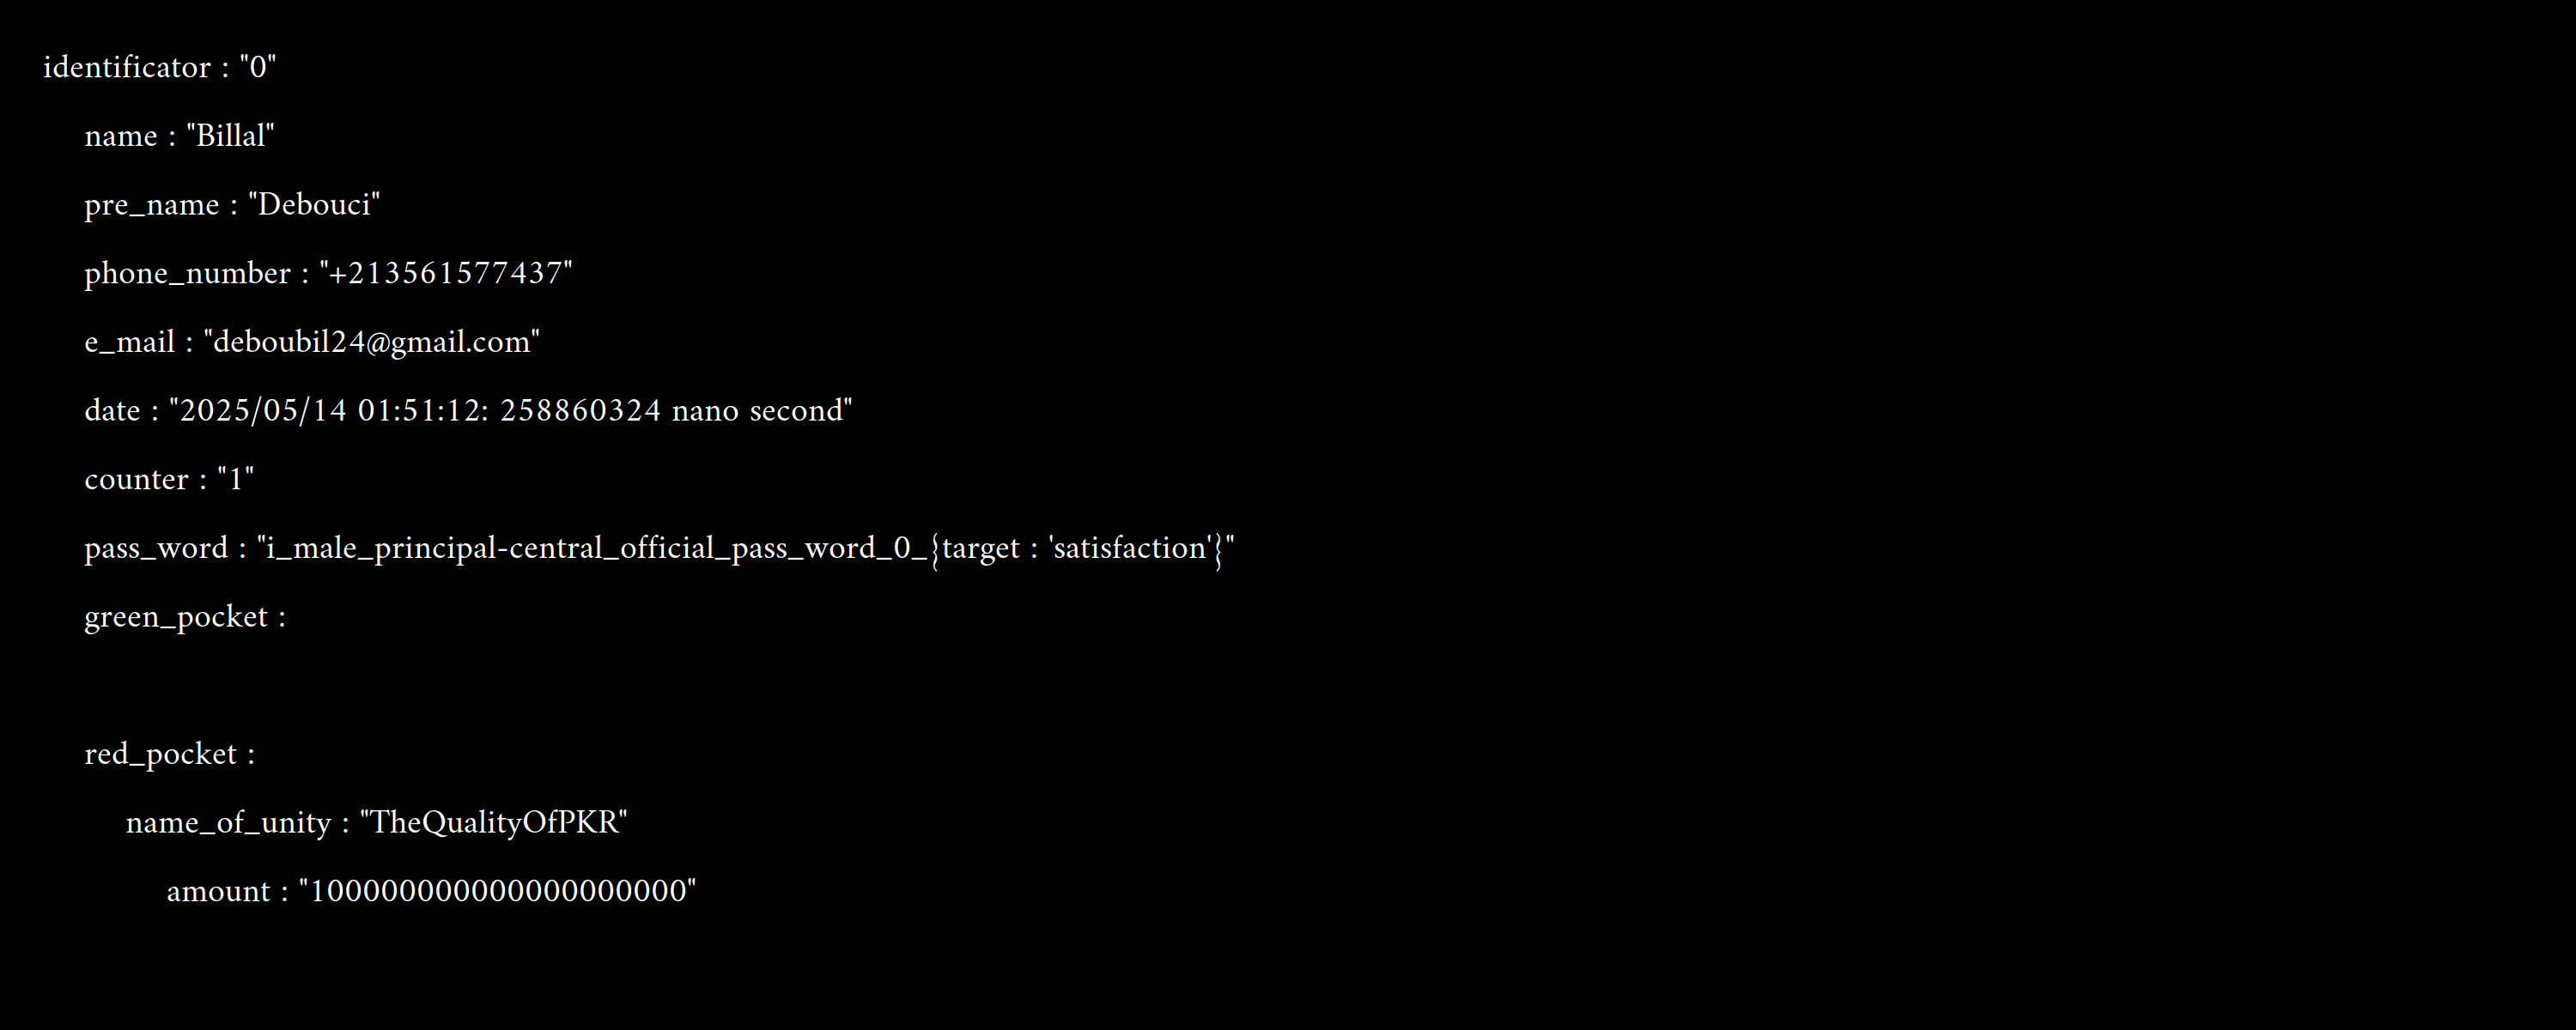 identificator : "0"
name : "Billal"
pre_name : "Debouci"
phone_number : "+213561577437"
e_mail : "deboubil24@gmail.com"
date : "2025/05/14 01:51:12: 258860324 nano second"
counter : "1"
pass_word : "i_male_principal-central_official_pass_word_0_{target : 'satisfaction'}"
green_pocket :
red_pocket :
name_of_unity : "TheQualityOfPKR"
amount : "100000000000000000000"